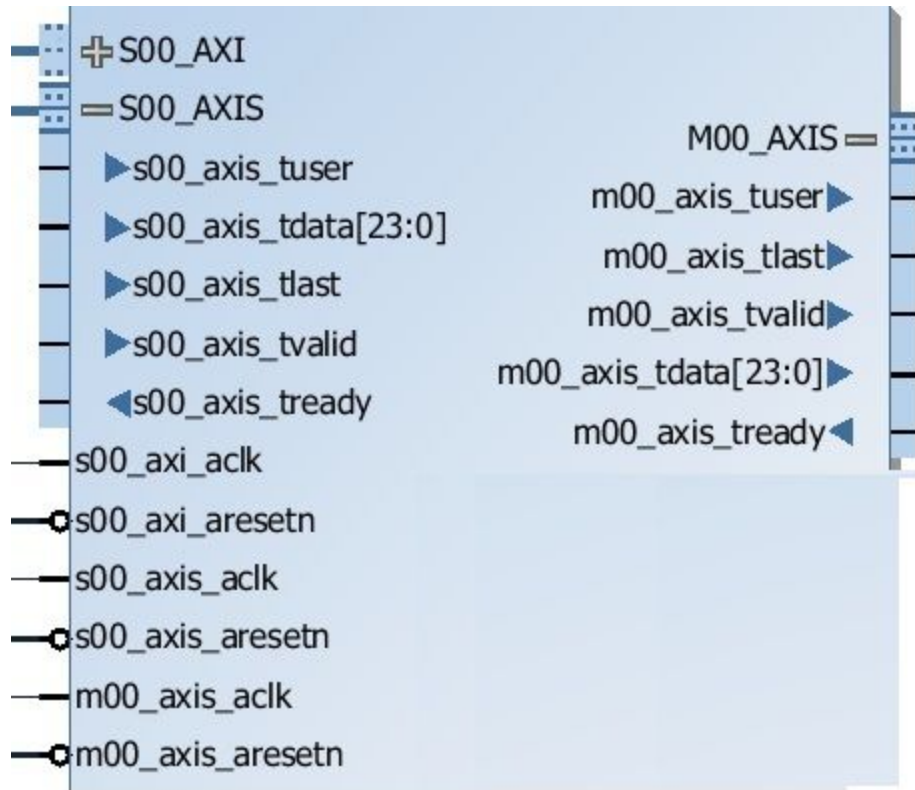 S00_AXI
S00_AXIS
s00_axis_tuser
s00_axis_tdata[23:0]
s00_axis_tlast
s00_axis_tvalid
s00_axis_tready
s00_axi_aclk
s00_axi_aresetn
s00_axis_aclk
s00_axis_aresetn
m00_axis_aclk
m00_axis_aresetn
M00_AXIS
m00_axis_tuser
m00_axis_tlast
m00_axis_tvalid
m00_axis_tdata[23:0]
m00_axis_tready